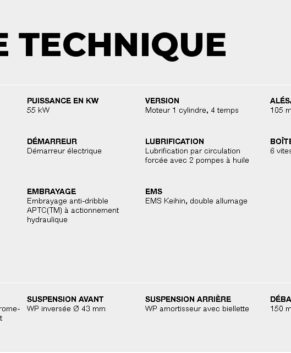 E TECHNIQUE
PUISSANCE EN KW
55 kW
VERSION
Moteur 1 cylindre, 4 temps
ALÉS
105 m
DÉMARREUR
Démarreur électrique
LUBRIFICATION
Lubrification par circulation
forcée avec 2 pompes à huile
BOÎTE
6 vites
EMBRAYAGE
Embrayage anti-dribble
APTC(TM) à actionnement
hydraulique
EMS
EMS Keihin, double allumage
rome-
t
SUSPENSION AVANT
WP inversée Ø 43 mm
SUSPENSION ARRIÈRE
WP amortisseur avec biellette
DÉBA
150 m